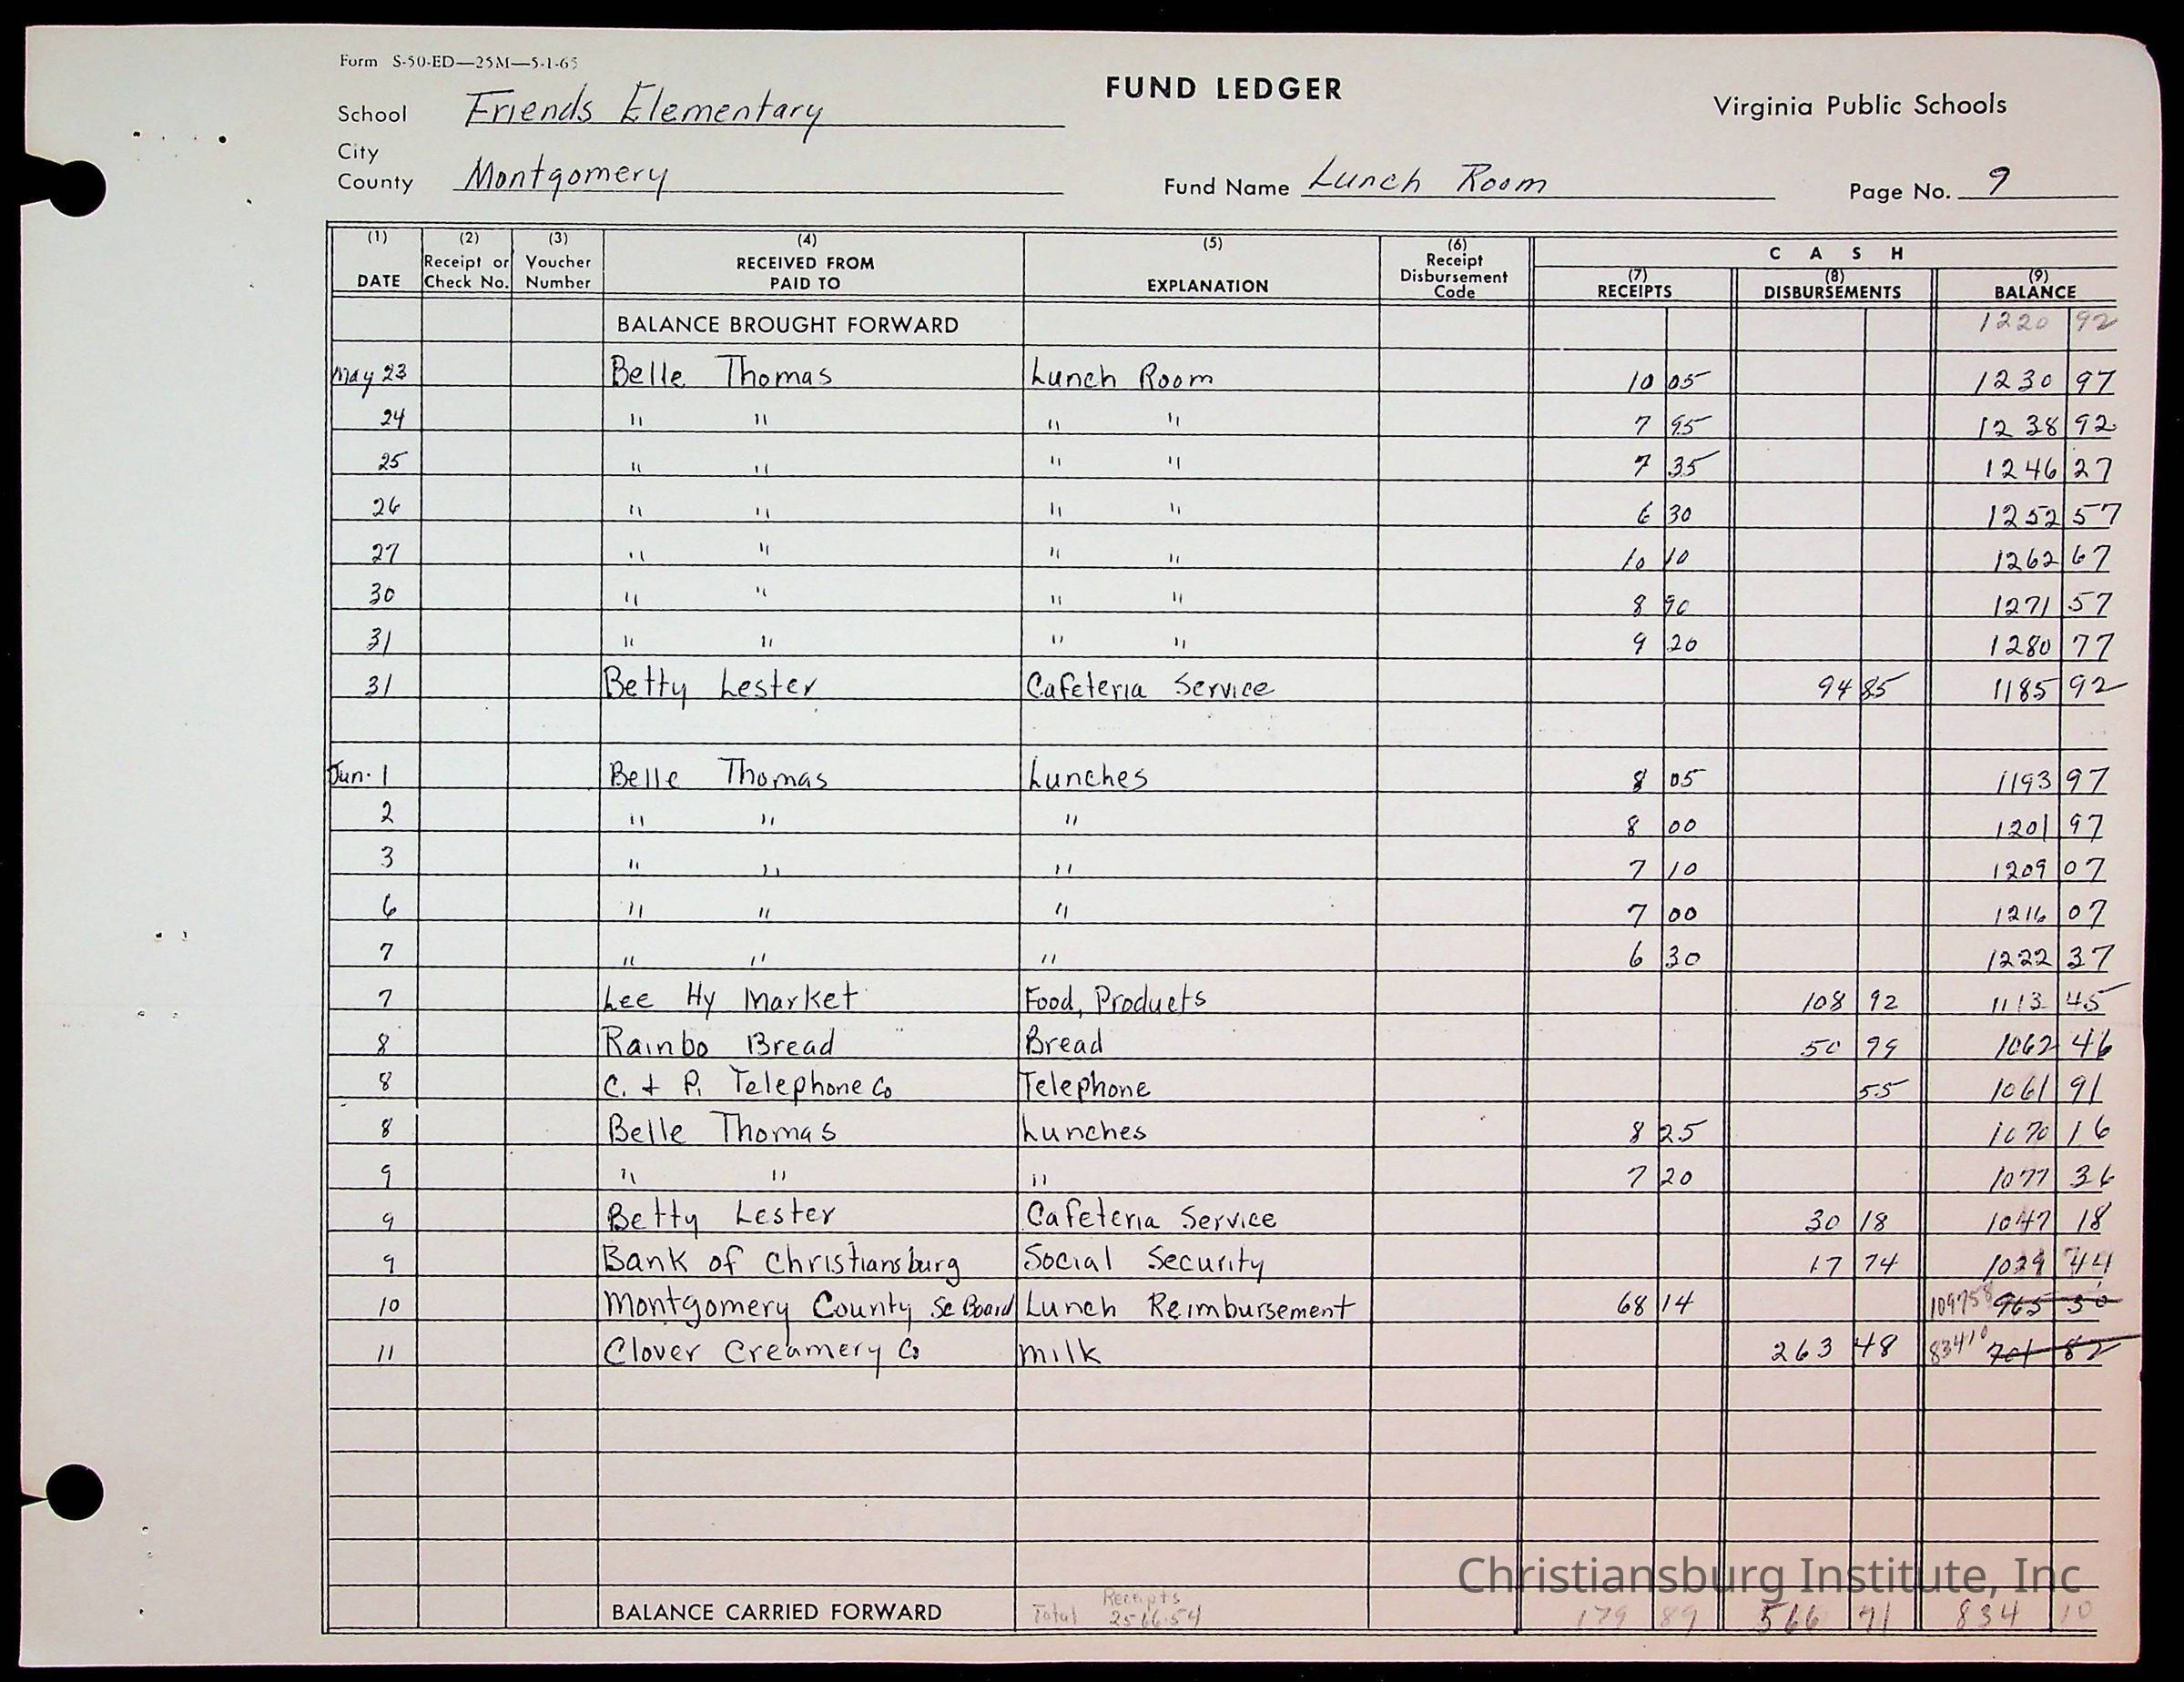 Form S-50-ED—25M—5-1-65
FUND LEDGER
Virginia Public Schools
School Friends Elementary
City
County Montgomery
Fund Name Lunch Room
Page No. 9
(1) (2) (3) (4) (5) (6) C A S H
DATE Receipt or Check No. Voucher Number RECEIVED FROM PAID TO EXPLANATION Receipt Disbursement Code (7) RECEIPTS (8) DISBURSEMENTS (9) BALANCE
BALANCE BROUGHT FORWARD 1220 92
May 23 Belle Thomas Lunch Room 10 05 1230 97
24 " " " " 7 95 1238 92
25 " " " " 7 35 1246 27
26 " " " " 6 30 1252 57
27 " " " " 10 10 1262 67
30 " " " " 8 90 1271 57
31 " " " " 9 20 1280 77
31 Betty Lester Cafeteria Service 94 85 1185 92
Jun. 1 Belle Thomas Lunches 8 05 1193 97
2 " " " 8 00 1201 97
3 " " " 7 10 1209 07
6 " " " 7 00 1216 07
7 " " " 6 30 1222 37
7 Lee Hy Market Food, Products 108 92 1113 45
8 Rainbo Bread Bread 50 99 1062 46
8 C. & P. Telephone Co Telephone 55 1061 91
8 Belle Thomas Lunches 8 25 1070 16
9 " " " 7 20 1077 36
9 Betty Lester Cafeteria Service 30 18 1047 18
9 Bank of Christiansburg Social Security 17 74 1029 44
10 Montgomery County Sc Board Lunch Reimbursement 68 14 109758 965 30
11 Clover Creamery Co Milk 263 48 83410 701 82
Christiansburg Institute, Inc
BALANCE CARRIED FORWARD Total Receipts 2566.54 179 89 566 71 834 10